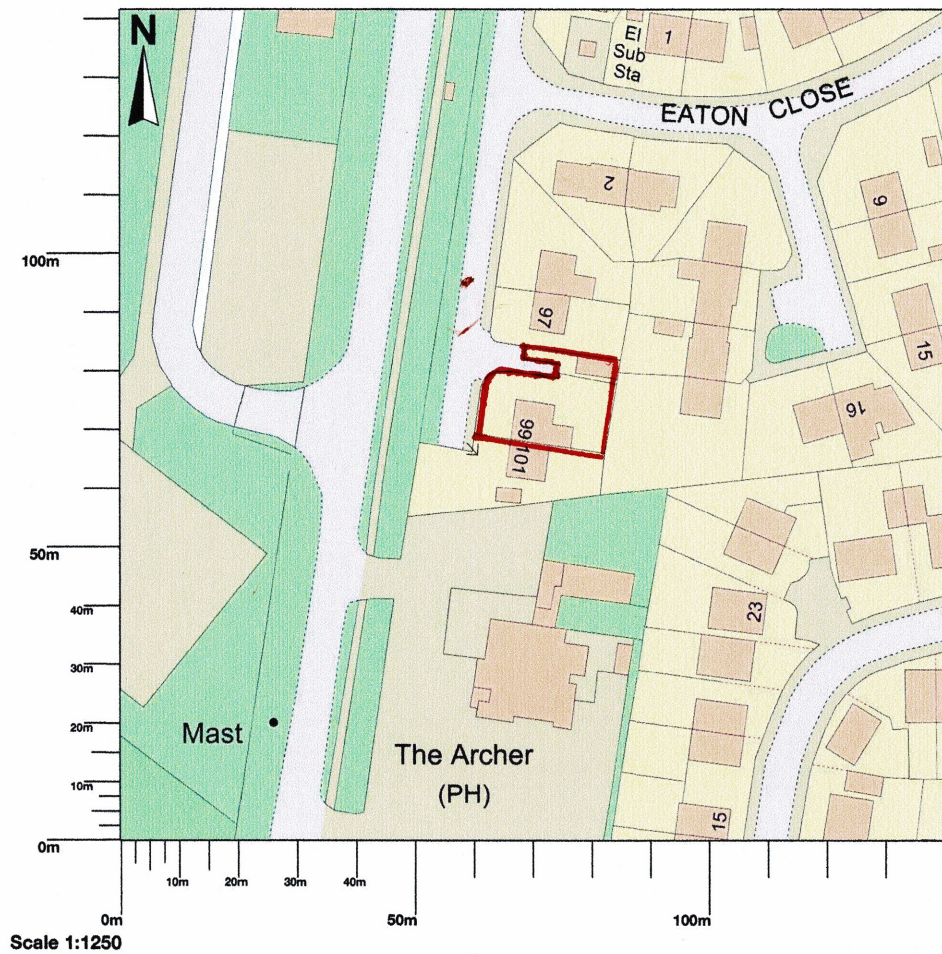 N
El
Sub
Sta
1
EATON CLOSE
2
9
100m
97
15
16
99
101
50m
40m
23
30m
20m
Mast
The Archer
(PH)
10m
15
0m
10m
20m
30m
40m
0m
50m
100m
Scale 1:1250